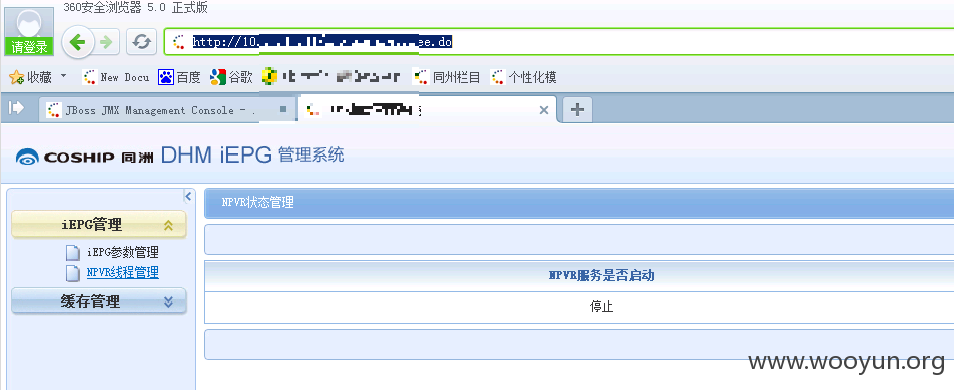 360安全浏览器 5.0 正式版
请登录
http://10. ee.do
收藏 New Docu 百度 谷歌 同州栏目 个性化模
JBoss JMX Management Console - .
COSHIP 同洲 DHM iEPG 管理系统
NPVR状态管理
iEPG管理
iEPG参数管理
NPVR线程管理
缓存管理
NPVR服务是否启动
停止
www.wooyun.org